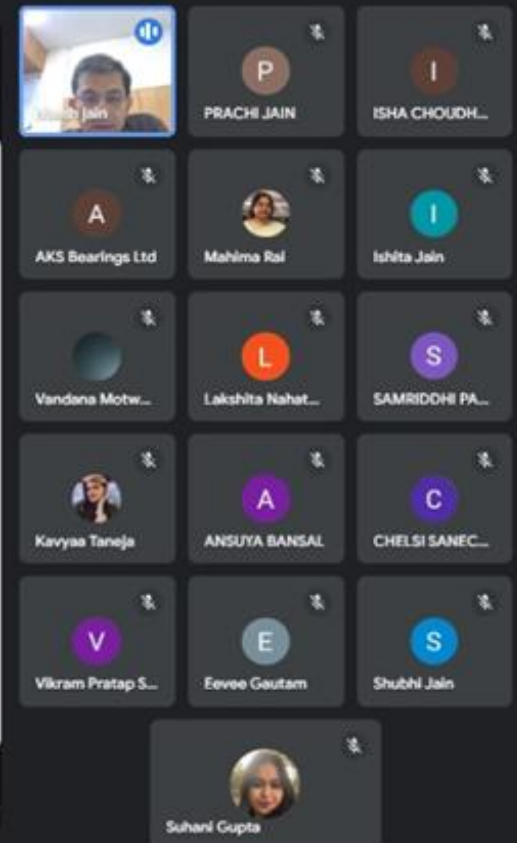 Jain
P
PRACHI JAIN
I
ISHA CHOUDH...
A
AKS Bearings Ltd
Mahima Rai
I
Ishita Jain
Vandana Motw...
L
Lakshita Nahat...
S
SAMRIDDHI PA...
Kavyaa Taneja
A
ANSUYA BANSAL
C
CHELSI SANEC...
V
Vikram Pratap S...
E
Eevee Gautam
S
Shubhi Jain
Suhani Gupta